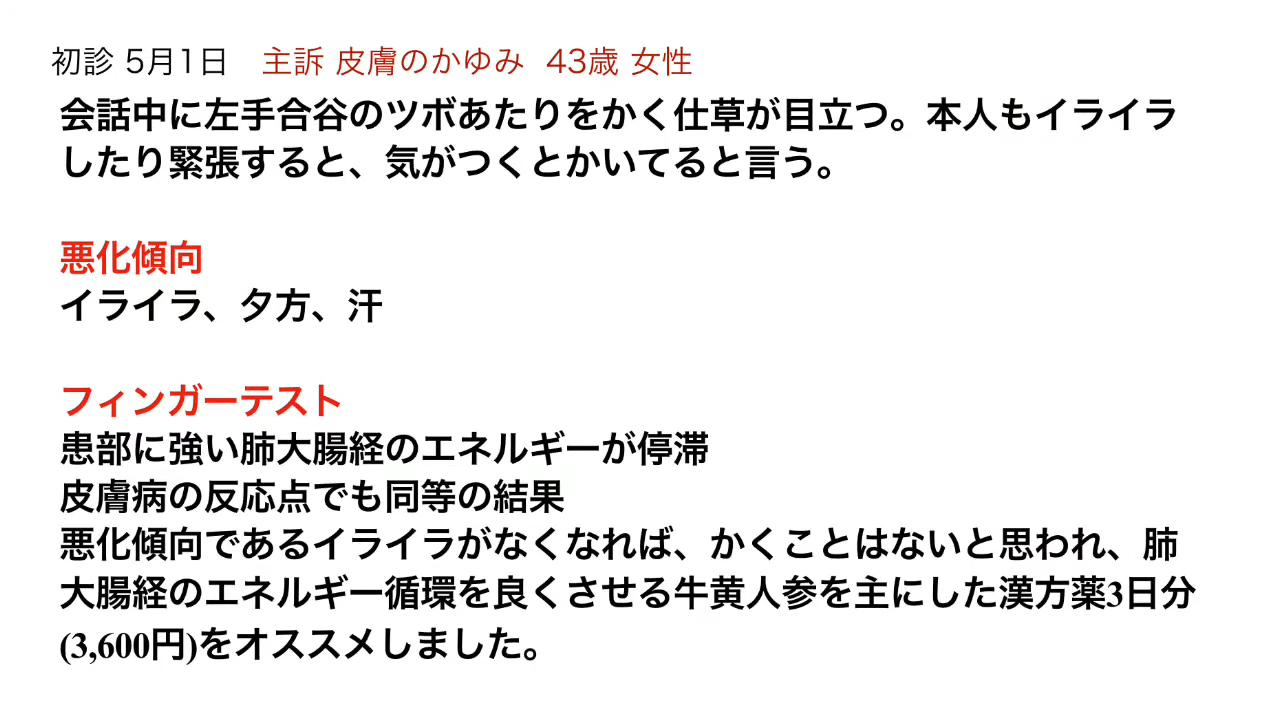 初診 5月1日　主訴 皮膚のかゆみ 43歳 女性
会話中に左手合谷のツボあたりをかく仕草が目立つ。本人もイライラ
したり緊張すると、気がつくとかいてると言う。
悪化傾向
イライラ、夕方、汗
フィンガーテスト
患部に強い肺大腸経のエネルギーが停滞
皮膚病の反応点でも同等の結果
悪化傾向であるイライラがなくなれば、かくことはないと思われ、肺
大腸経のエネルギー循環を良くさせる牛黄人参を主にした漢方薬3日分
(3,600円)をオススメしました。